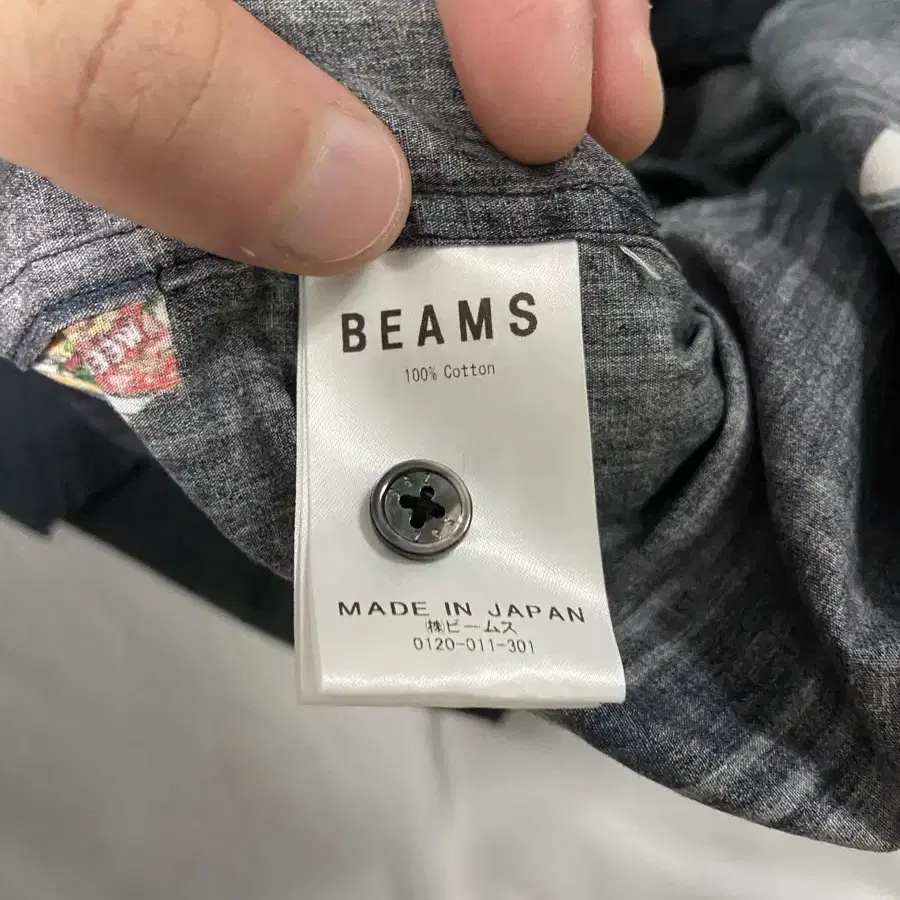 BEAMS
100% Cotton
MADE IN JAPAN
㈱ビームス
0120-011-301